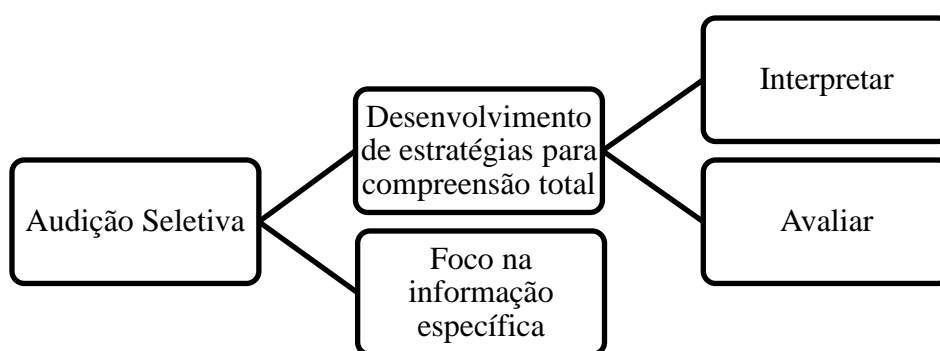 Audição Seletiva
Desenvolvimento
de estratégias para
compreensão total
Foco na
informação
específica
Interpretar
Avaliar